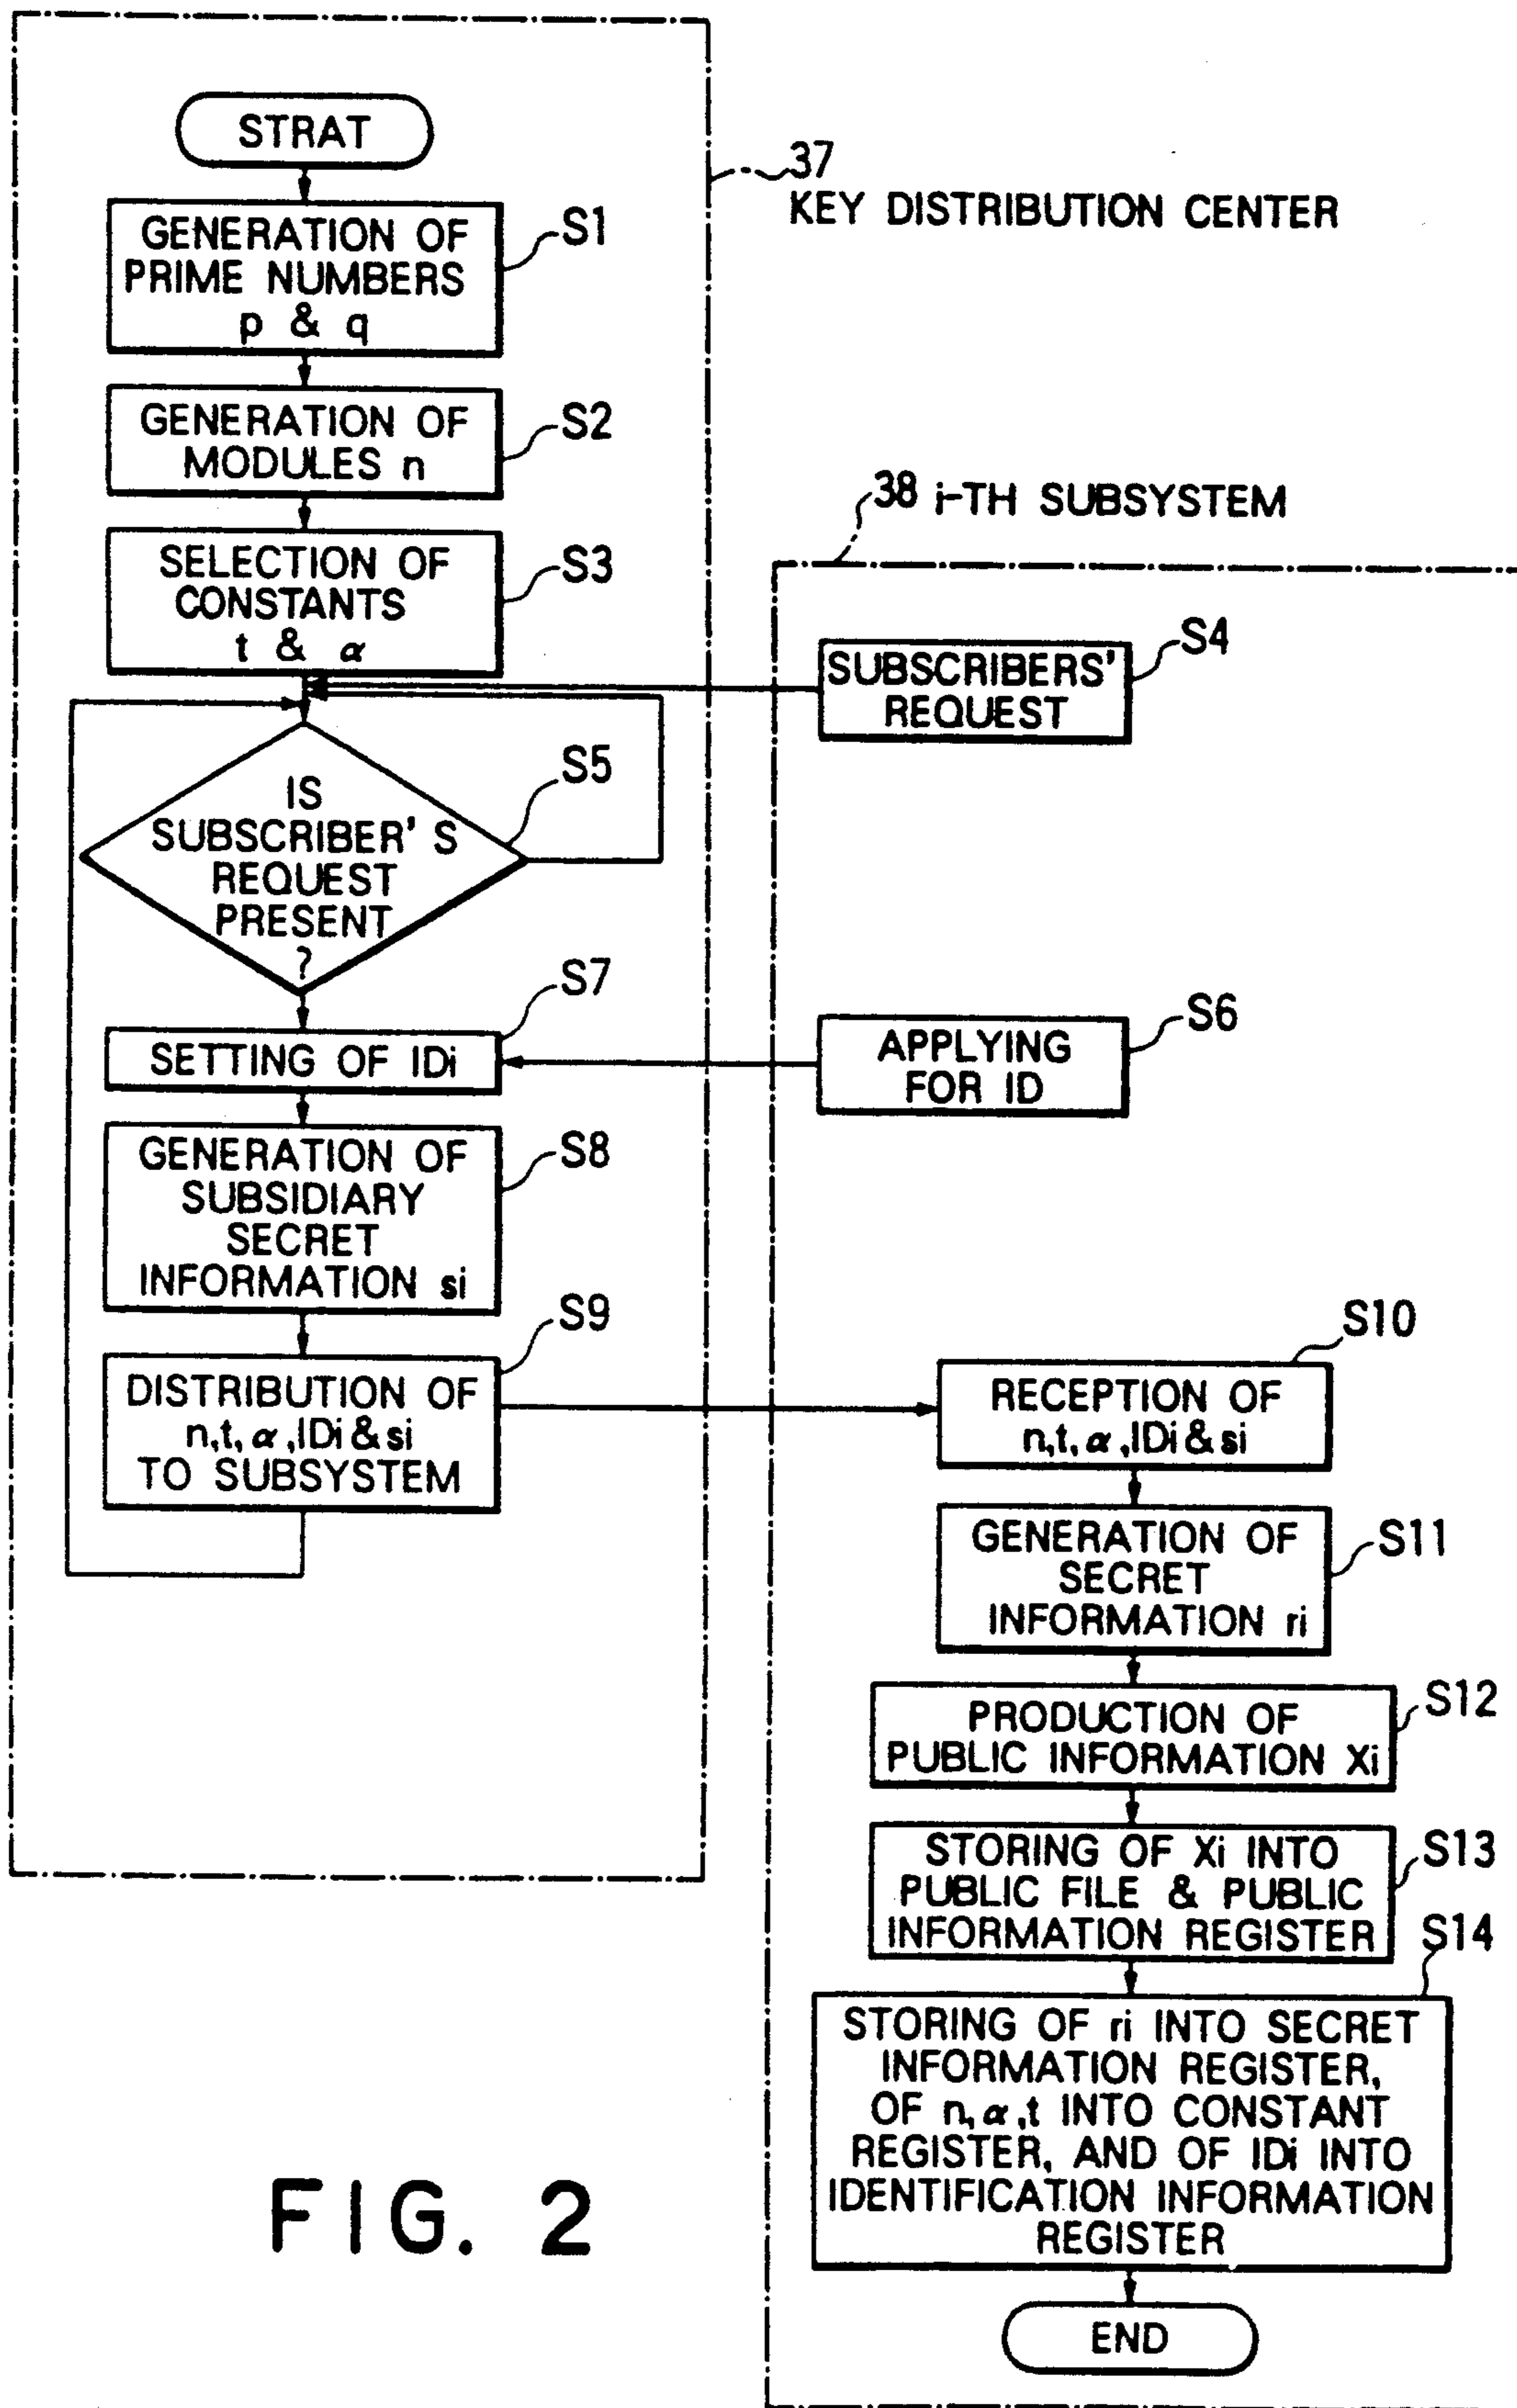 STRAT
GENERATION OF
PRIME NUMBERS
p & q
S1
GENERATION OF
MODULES n
S2
SELECTION OF
CONSTANTS
t & α
S3
IS
SUBSCRIBER' S
REQUEST
PRESENT
?
S5
SETTING OF IDi
S7
GENERATION OF
SUBSIDIARY
SECRET
INFORMATION si
S8
DISTRIBUTION OF
n,t,α,IDi & si
TO SUBSYSTEM
S9
37
KEY DISTRIBUTION CENTER
38 i-TH SUBSYSTEM
SUBSCRIBERS'
REQUEST
S4
APPLYING
FOR ID
S6
RECEPTION OF
n,t,α,IDi & si
S10
GENERATION OF
SECRET
INFORMATION ri
S11
PRODUCTION OF
PUBLIC INFORMATION Xi
S12
STORING OF Xi INTO
PUBLIC FILE & PUBLIC
INFORMATION REGISTER
S13
STORING OF ri INTO SECRET
INFORMATION REGISTER,
OF n,α,t INTO CONSTANT
REGISTER, AND OF IDi INTO
IDENTIFICATION INFORMATION
REGISTER
S14
END
FIG. 2